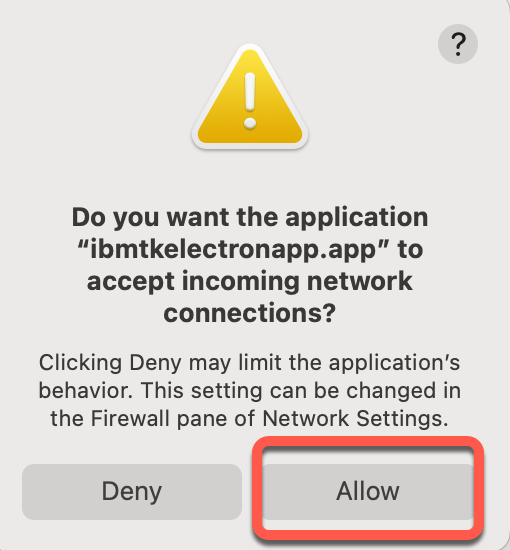 ?
Do you want the application
“ibmtkelectronapp.app” to
accept incoming network
connections?
Clicking Deny may limit the application’s
behavior. This setting can be changed in
the Firewall pane of Network Settings.
Deny
Allow